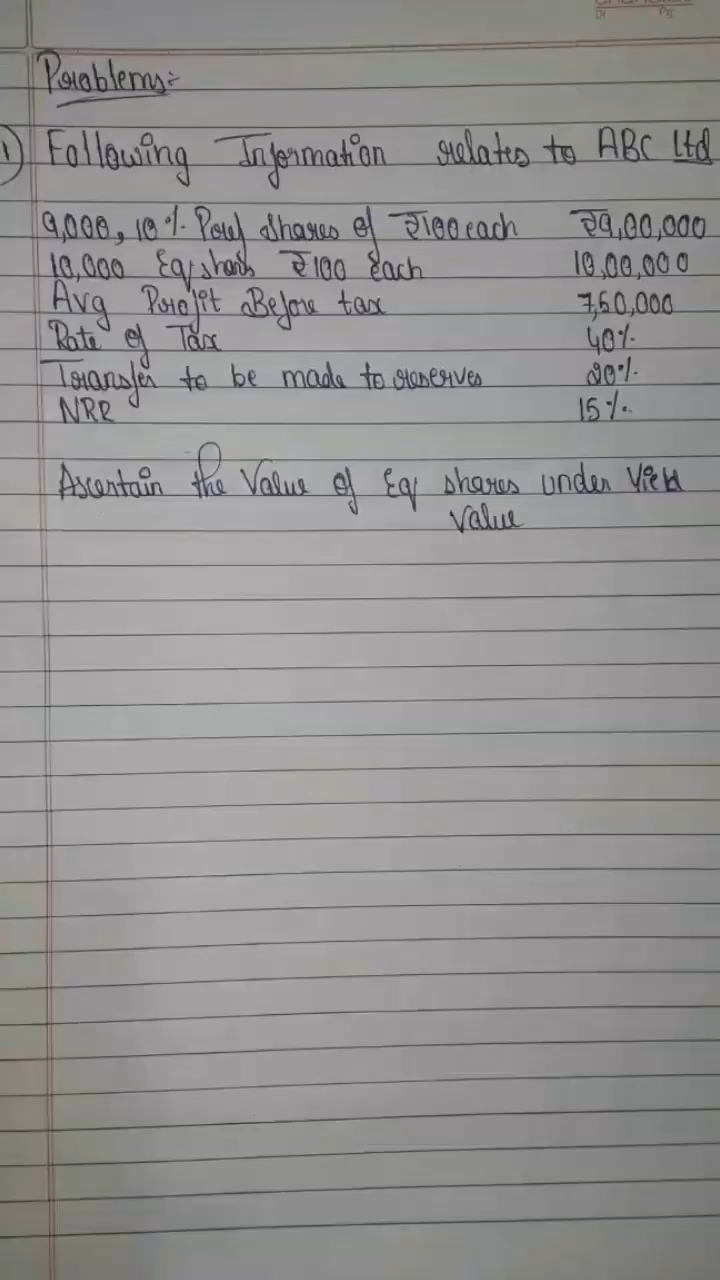 Problems:-
1) Following Information relates to ABC Ltd
9,000, 10% Pref shares of ₹100 each ₹9,00,000
10,000 Eq shares ₹100 each 10,00,000
Avg Profit Before tax 7,50,000
Rate of Tax 40%
Transfer to be made to reserves 20%
NRR 15%.
Ascertain the Value of Eq shares under Yield
Value